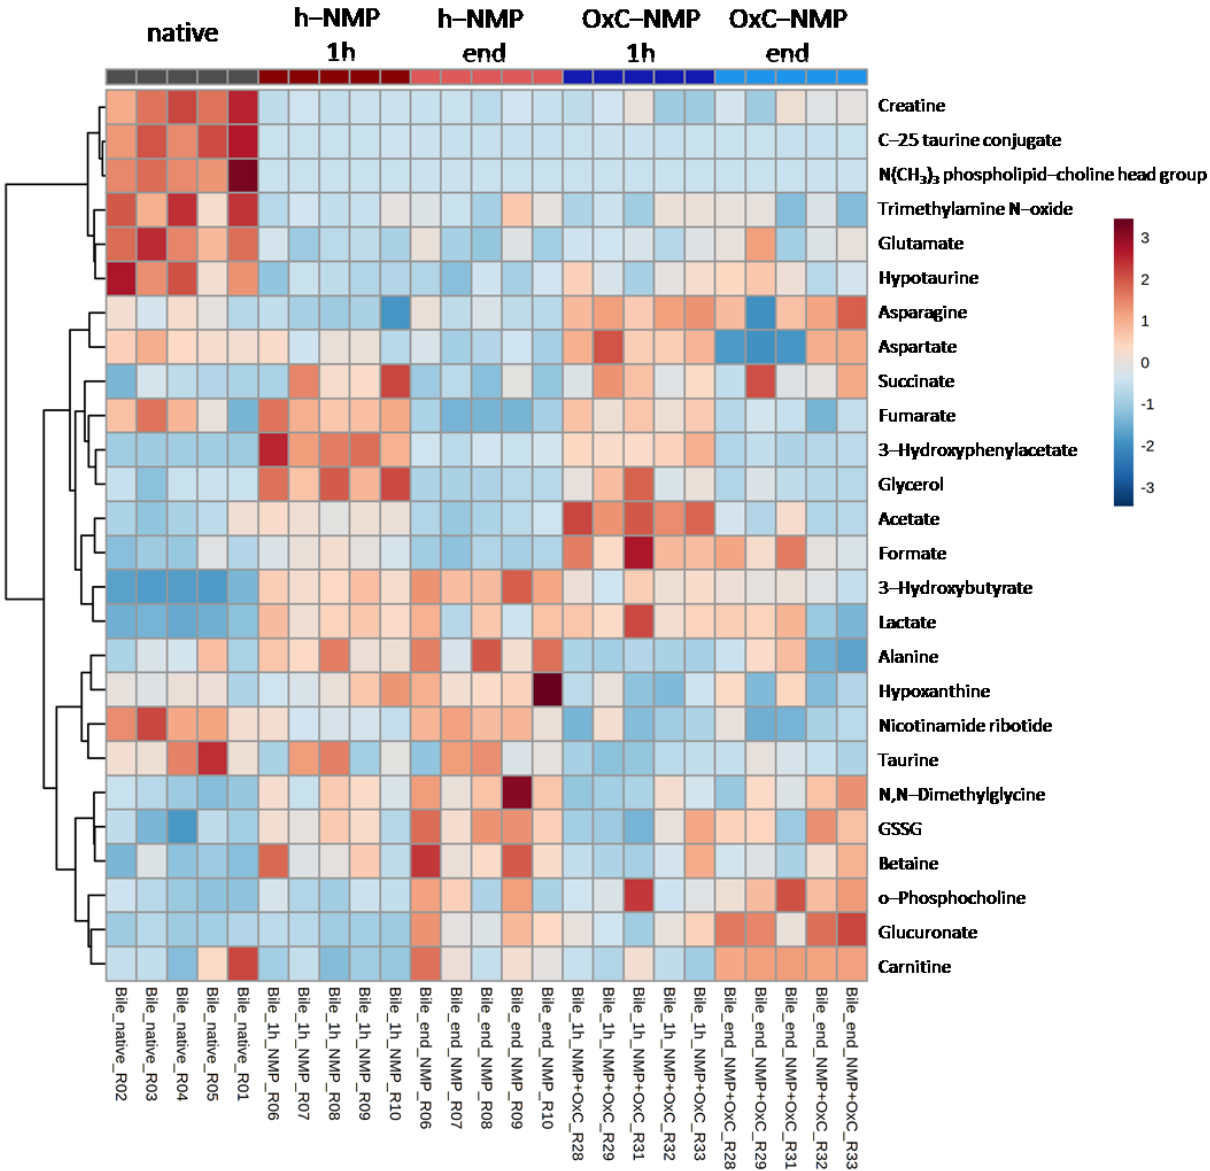 native
h–NMP
1h
h–NMP
end
OxC–NMP
1h
OxC–NMP
end
Creatine
C–25 taurine conjugate
N(CH₃)₃ phospholipid–choline head group
Trimethylamine N–oxide
Glutamate
Hypotaurine
Asparagine
Aspartate
Succinate
Fumarate
3–Hydroxyphenylacetate
Glycerol
Acetate
Formate
3–Hydroxybutyrate
Lactate
Alanine
Hypoxanthine
Nicotinamide ribotide
Taurine
N,N–Dimethylglycine
GSSG
Betaine
o–Phosphocholine
Glucuronate
Carnitine
3
2
1
0
-1
-2
-3
Bile_native_R02
Bile_native_R03
Bile_native_R04
Bile_native_R05
Bile_native_R01
Bile_1h_NMP_R06
Bile_1h_NMP_R07
Bile_1h_NMP_R08
Bile_1h_NMP_R09
Bile_1h_NMP_R10
Bile_end_NMP_R06
Bile_end_NMP_R07
Bile_end_NMP_R08
Bile_end_NMP_R09
Bile_end_NMP_R10
Bile_1h_NMP+OxC_R28
Bile_1h_NMP+OxC_R29
Bile_1h_NMP+OxC_R31
Bile_1h_NMP+OxC_R32
Bile_1h_NMP+OxC_R33
Bile_end_NMP+OxC_R28
Bile_end_NMP+OxC_R29
Bile_end_NMP+OxC_R31
Bile_end_NMP+OxC_R32
Bile_end_NMP+OxC_R33